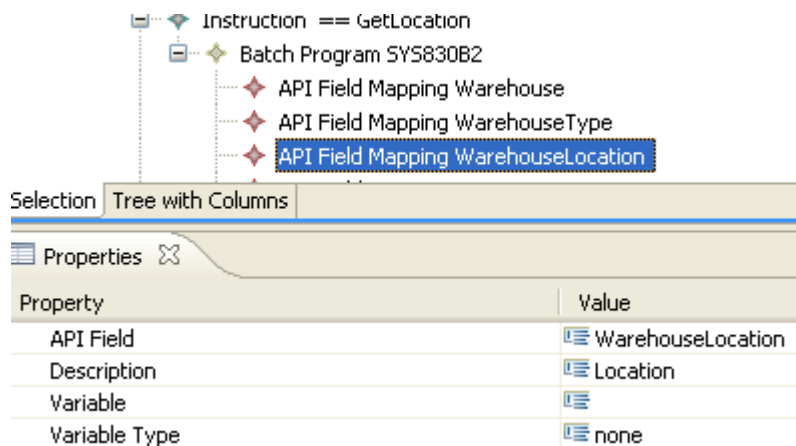 Instruction == GetLocation
Batch Program SYS830B2
API Field Mapping Warehouse
API Field Mapping WarehouseType
API Field Mapping WarehouseLocation
Selection Tree with Columns
Properties
Property Value
API Field WarehouseLocation
Description Location
Variable
Variable Type none